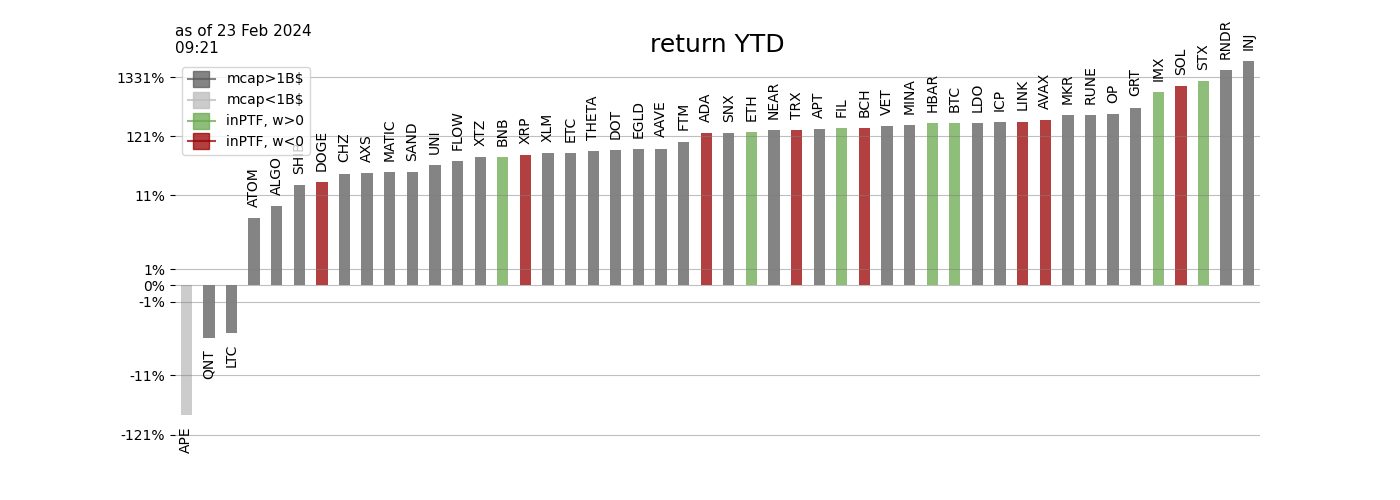 as of 23 Feb 2024
09:21
return YTD
mcap>1B$
mcap<1B$
inPTF, w>0
inPTF, w<0
1331%
121%
11%
1%
0%
-1%
-11%
-121%
APE
QNT
LTC
ATOM
ALGO
SHIB
DOGE
CHZ
AXS
MATIC
SAND
UNI
FLOW
XTZ
BNB
XRP
XLM
ETC
THETA
DOT
EGLD
AAVE
FTM
ADA
SNX
ETH
NEAR
TRX
APT
FIL
BCH
VET
MINA
HBAR
BTC
LDO
ICP
LINK
AVAX
MKR
RUNE
OP
GRT
IMX
SOL
STX
RNDR
INJ